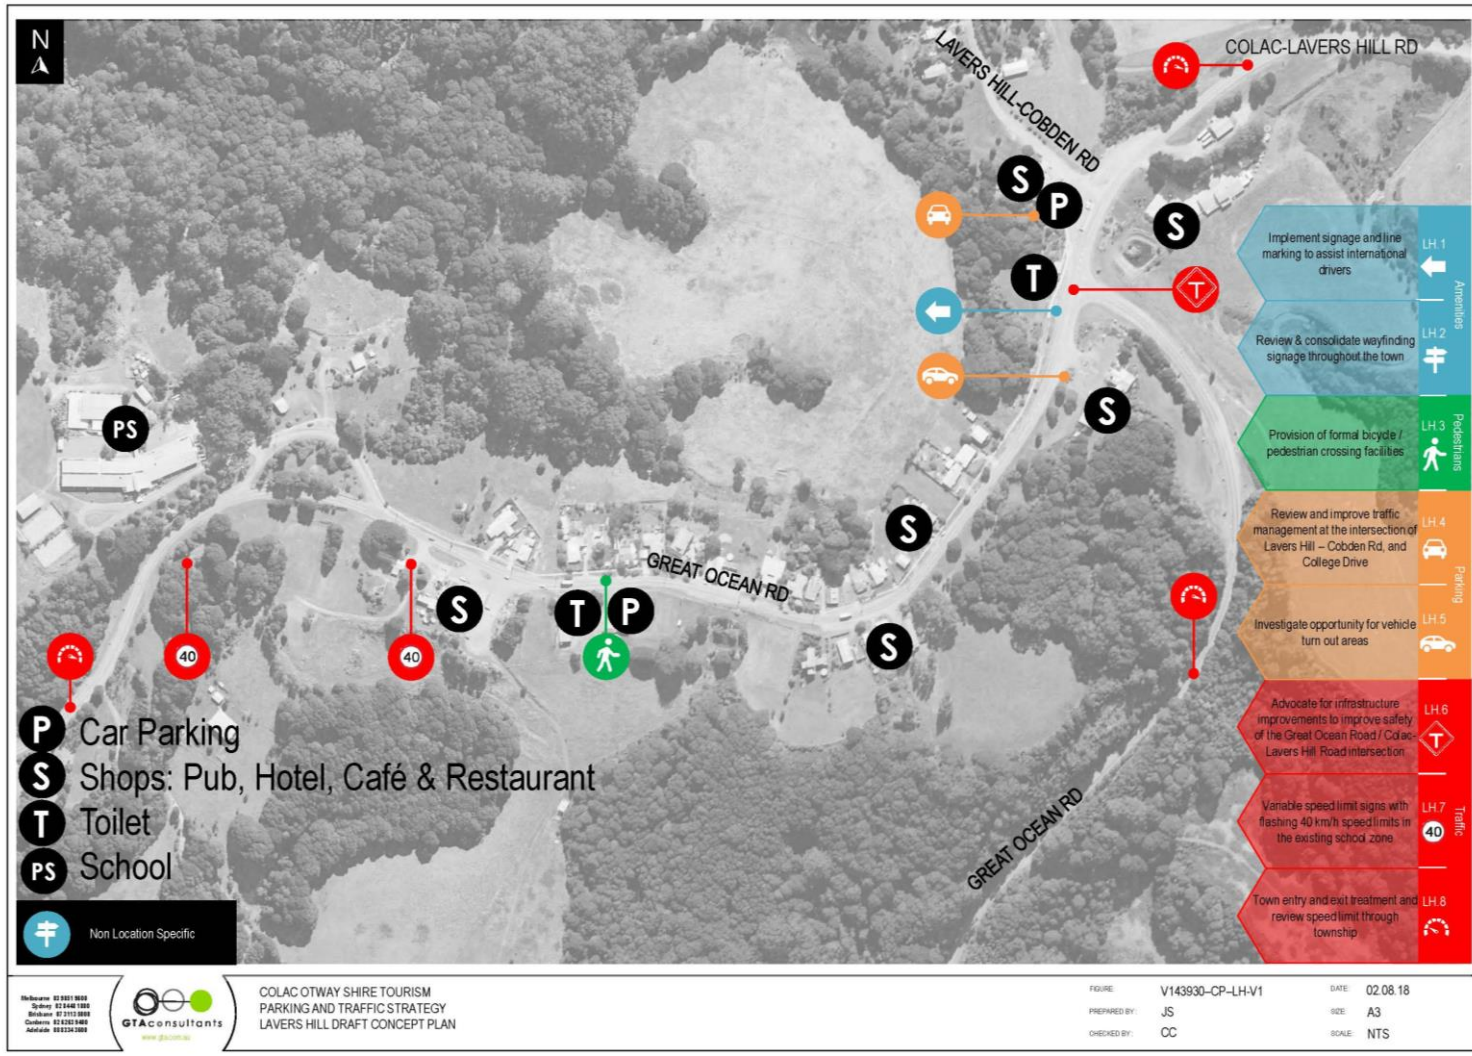 N
COLAC-LAVERS HILL RD
LAVERS HILL-COBDEN RD
S
P
S
T
T
S
PS
S
GREAT OCEAN RD
S
T
P
S
40
40
GREAT OCEAN RD
P Car Parking
S Shops: Pub, Hotel, Café & Restaurant
T Toilet
PS School
Non Location Specific
Implement signage and line
marking to assist international
drivers
LH.1
Amenities
Review & consolidate wayfinding
signage throughout the town
LH.2
Provision of formal bicycle /
pedestrian crossing facilities
LH.3
Pedestrians
Review and improve traffic
management at the intersection of
Lavers Hill – Cobden Rd, and
College Drive
LH.4
Parking
Investigate opportunity for vehicle
turn out areas
LH.5
Advocate for infrastructure
improvements to improve safety
of the Great Ocean Road / Colac-
Lavers Hill Road intersection
LH.6
T
Variable speed limit signs with
flashing 40 km/h speed limits in
the existing school zone
LH.7
40
Traffic
Town entry and exit treatment and
review speed limit through
township
LH.8
Melbourne
Sydney
Brisbane
Canberra
Adelaide
GTAconsultants
www.gta.com.au
COLAC OTWAY SHIRE TOURISM
PARKING AND TRAFFIC STRATEGY
LAVERS HILL DRAFT CONCEPT PLAN
FIGURE: V143930–CP–LH-V1
PREPARED BY: JS
CHECKED BY: CC
DATE: 02.08.18
SIZE: A3
SCALE: NTS